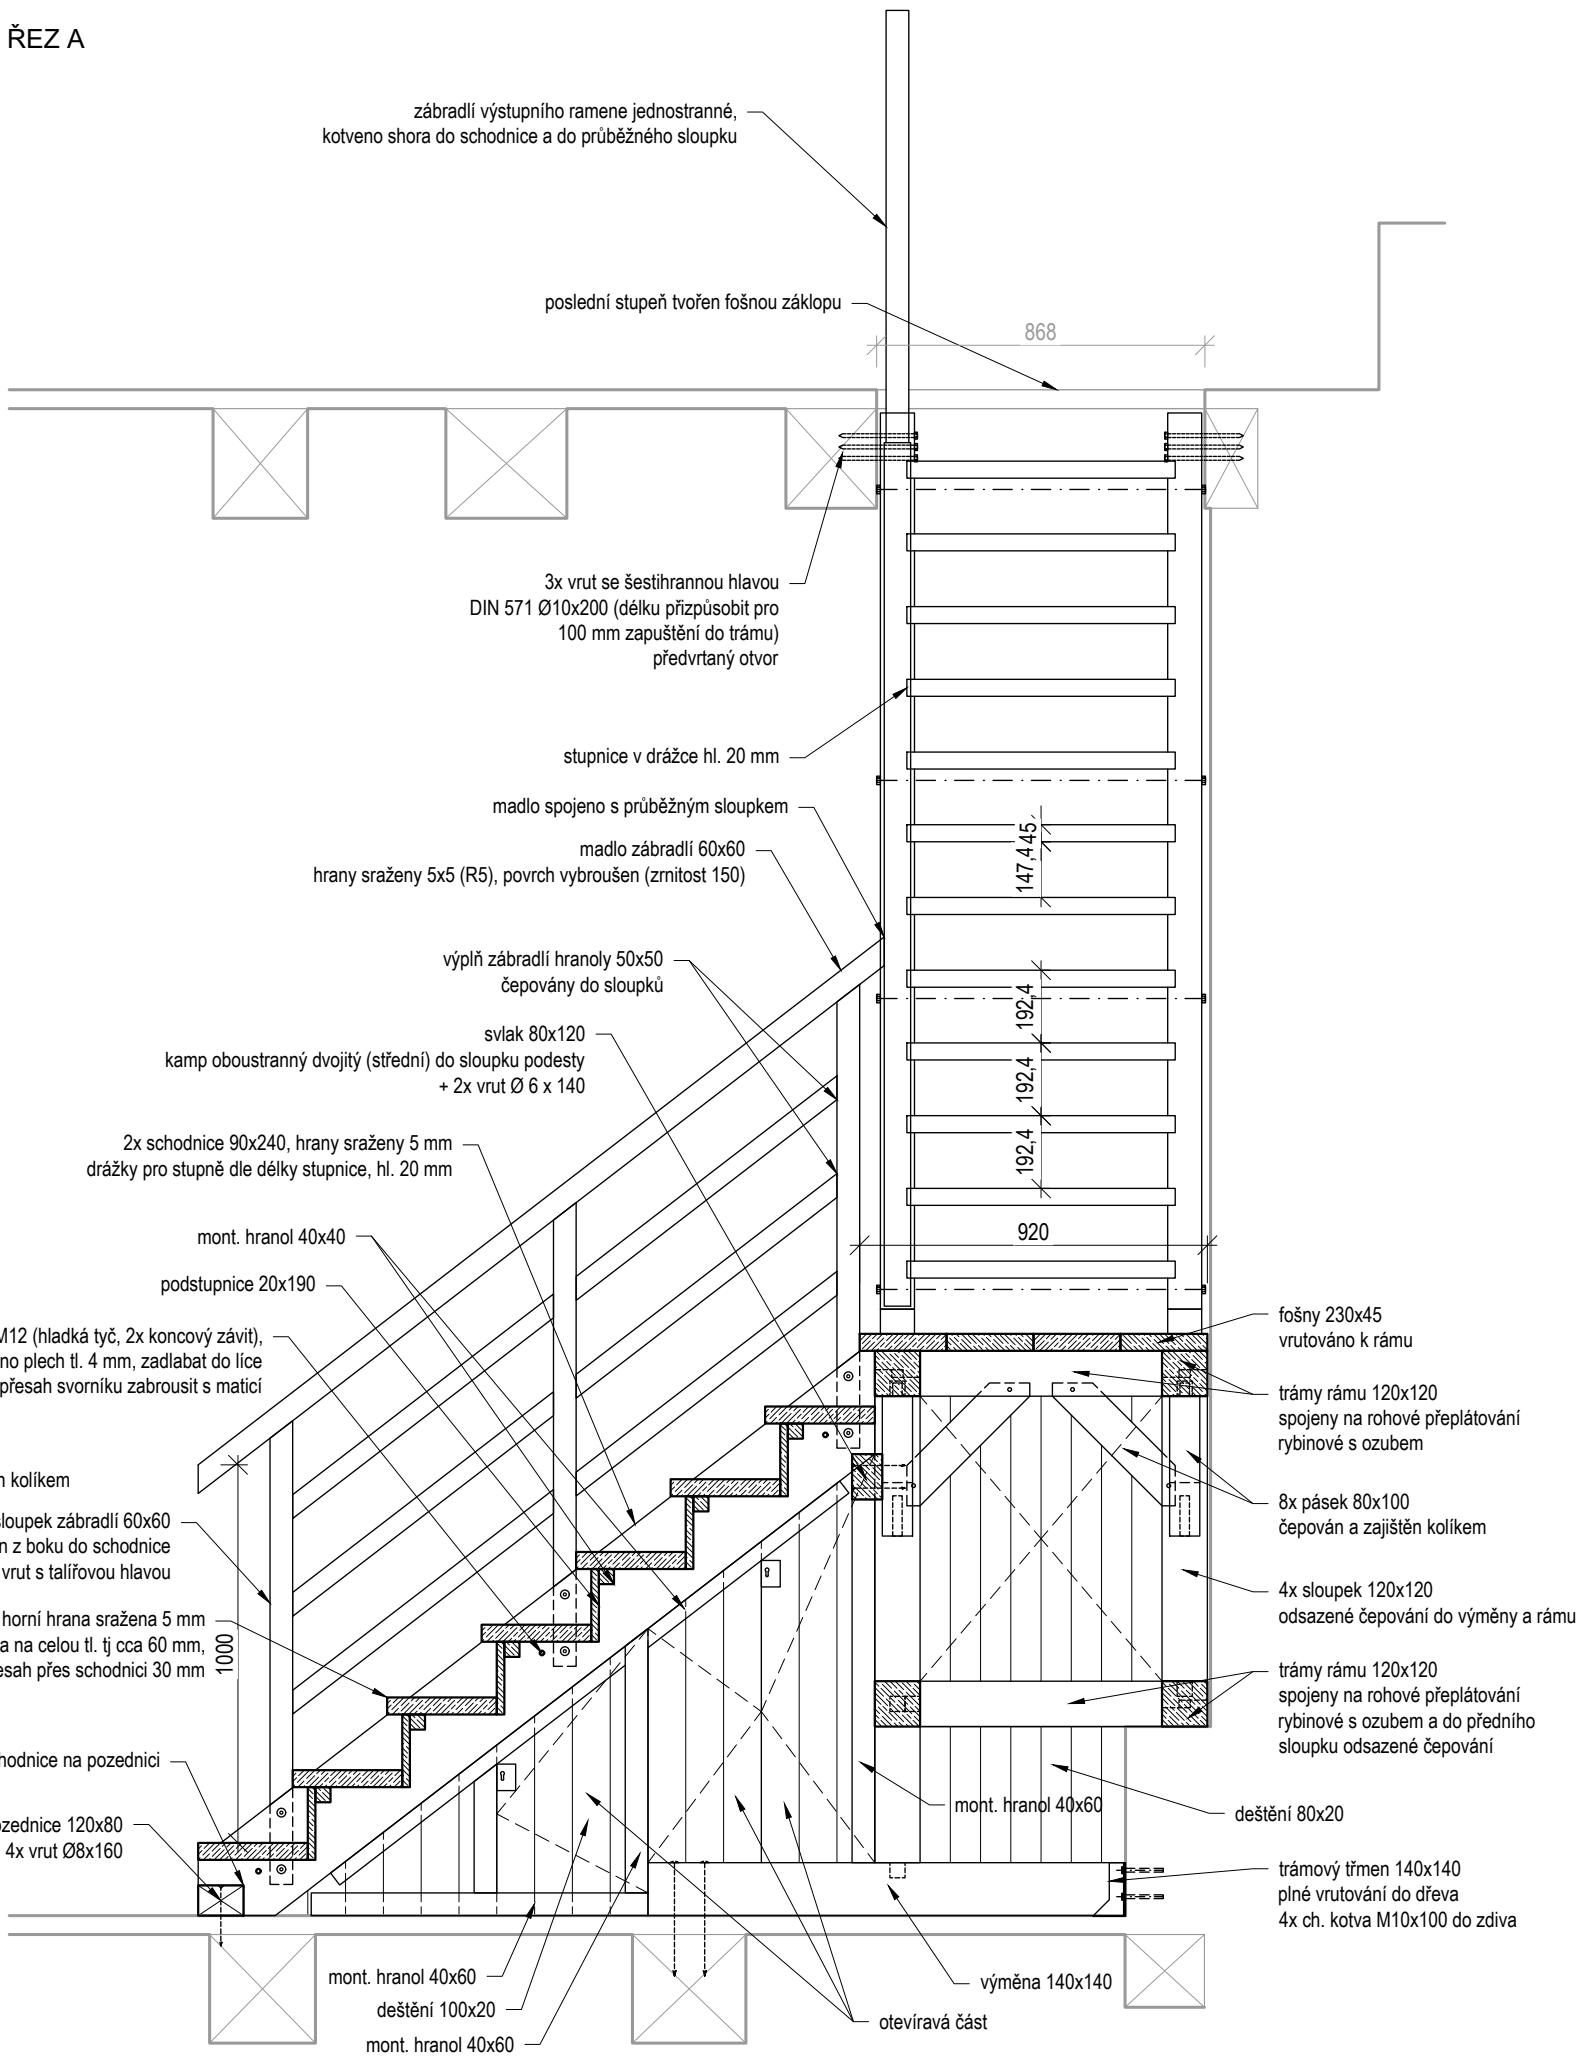 ŘEZ A
zábradlí výstupního ramene jednostranné,
kotveno shora do schodnice a do průběžného sloupku
poslední stupeň tvořen fošnou záklopu
868
3x vrut se šestihrannou hlavou
DIN 571 Ø10x200 (délku přizpůsobit pro
100 mm zapuštění do trámu)
předvrtaný otvor
stupnice v drážce hl. 20 mm
madlo spojeno s průběžným sloupkem
45
147,4
madlo zábradlí 60x60
hrany sraženy 5x5 (R5), povrch vybroušen (zrnitost 150)
výplň zábradlí hranoly 50x50
čepovány do sloupků
192,4
svlak 80x120
kamp oboustranný dvojitý (střední) do sloupku podesty
+ 2x vrut Ø 6 x 140
192,4
2x schodnice 90x240, hrany sraženy 5 mm
drážky pro stupně dle délky stupnice, hl. 20 mm
192,4
mont. hranol 40x40
920
podstupnice 20x190
M12 (hladká tyč, 2x koncový závit),
no plech tl. 4 mm, zadlabat do líce
přesah svorníku zabrousit s maticí
fošny 230x45
vrutováno k rámu
trámy rámu 120x120
spojeny na rohové přeplátování
rybinové s ozubem
kolíkem
sloupek zábradlí 60x60
n z boku do schodnice
vrut s talířovou hlavou
8x pásek 80x100
čepován a zajištěn kolíkem
4x sloupek 120x120
odsazené čepování do výměny a rámu
horní hrana sražena 5 mm
a na celou tl. tj cca 60 mm,
esah přes schodnici 30 mm
1000
trámy rámu 120x120
spojeny na rohové přeplátování
rybinové s ozubem a do předního
sloupku odsazené čepování
hodnice na pozednici
mont. hranol 40x60
deštění 80x20
ozednice 120x80
4x vrut Ø8x160
trámový třmen 140x140
plné vrutování do dřeva
4x ch. kotva M10x100 do zdiva
mont. hranol 40x60
výměna 140x140
deštění 100x20
otevíravá část
mont. hranol 40x60